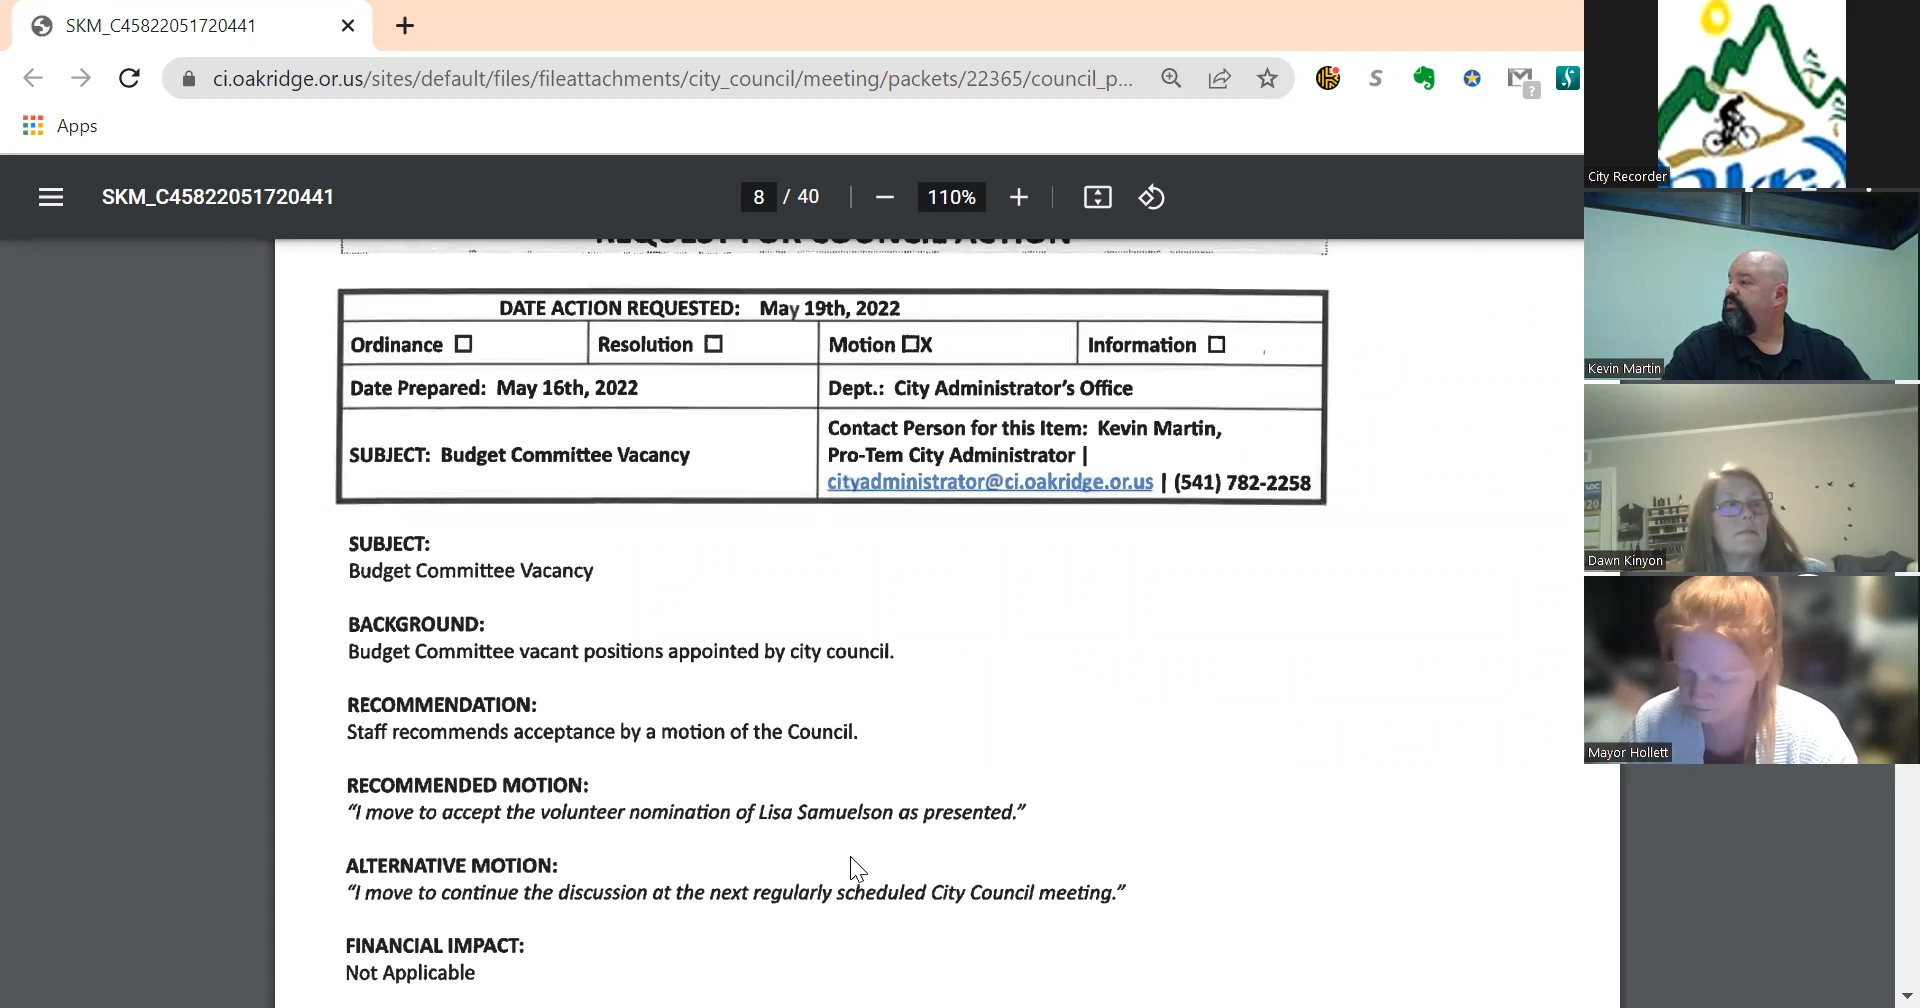 SKM_C45822051720441
ci.oakridge.or.us/sites/default/files/fileattachments/city_council/meeting/packets/22365/council_p...
Apps
SKM_C45822051720441
8 / 40
110%
REQUEST FOR COUNCIL ACTION
DATE ACTION REQUESTED: May 19th, 2022
Ordinance ☐ Resolution ☐ Motion ☐X Information ☐
Date Prepared: May 16th, 2022
Dept.: City Administrator's Office
SUBJECT: Budget Committee Vacancy
Contact Person for this Item: Kevin Martin,
Pro-Tem City Administrator |
cityadministrator@ci.oakridge.or.us | (541) 782-2258
SUBJECT:
Budget Committee Vacancy
BACKGROUND:
Budget Committee vacant positions appointed by city council.
RECOMMENDATION:
Staff recommends acceptance by a motion of the Council.
RECOMMENDED MOTION:
“I move to accept the volunteer nomination of Lisa Samuelson as presented.”
ALTERNATIVE MOTION:
“I move to continue the discussion at the next regularly scheduled City Council meeting.”
FINANCIAL IMPACT:
Not Applicable
City Recorder
Kevin Martin
Dawn Kinyon
Mayor Hollett